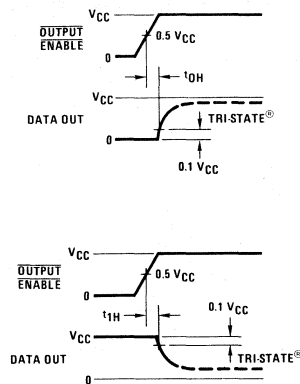 VCC
OUTPUT
ENABLE
0.5 VCC
0
t0H
VCC
DATA OUT
TRI-STATE®
0
0.1 VCC
VCC
OUTPUT
ENABLE
0.5 VCC
0
t1H
0.1 VCC
VCC
TRI-STATE®
DATA OUT
0